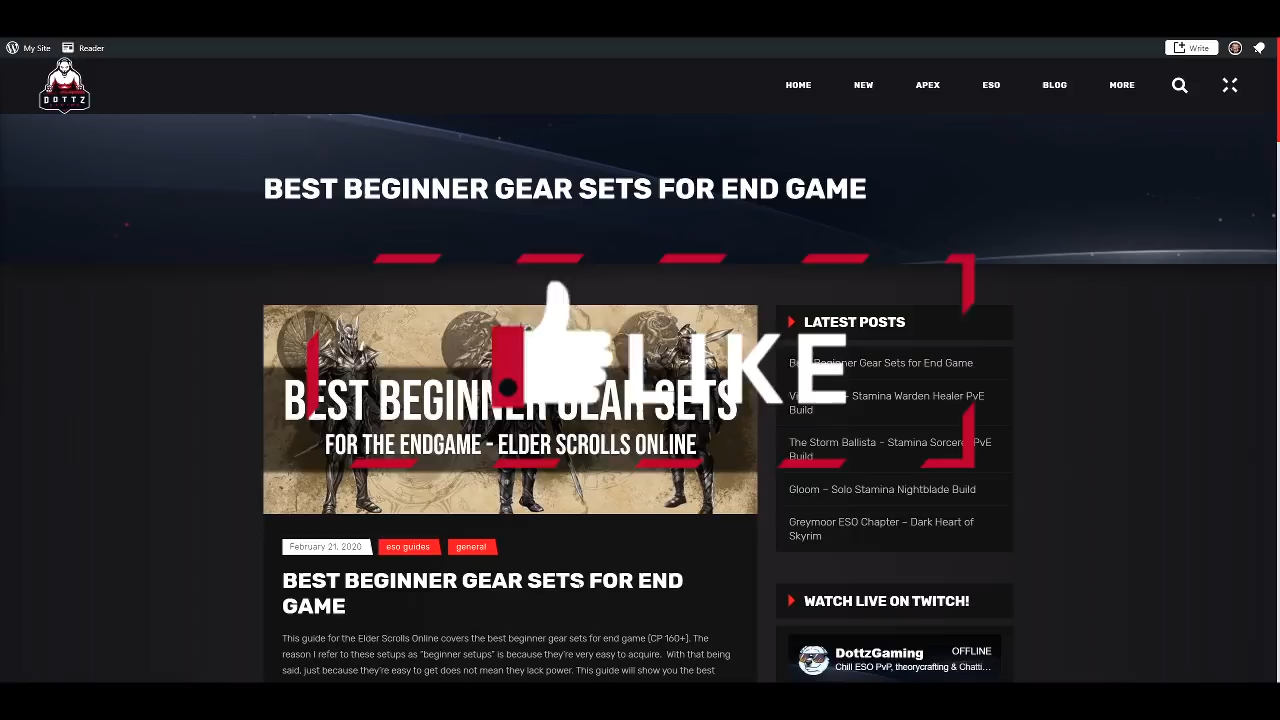 My Site Reader Write
DOTTZ
HOME NEW APEX ESO BLOG MORE
BEST BEGINNER GEAR SETS FOR END GAME
BEST BEGINNER GEAR SETS
FOR THE ENDGAME - ELDER SCROLLS ONLINE
LIKE
February 21, 2020 eso guides general
BEST BEGINNER GEAR SETS FOR END
GAME
This guide for the Elder Scrolls Online covers the best beginner gear sets for end game (CP 160+). The
reason I refer to these setups as "beginner setups" is because they're very easy to acquire. With that being
said, just because they're easy to get does not mean they lack power. This guide will show you the best
LATEST POSTS
Best Beginner Gear Sets for End Game
Stamina Warden Healer PvE
Build
The Storm Ballista – Stamina Sorcerer PvE
Build
Gloom – Solo Stamina Nightblade Build
Greymoor ESO Chapter – Dark Heart of
Skyrim
WATCH LIVE ON TWITCH!
DottzGaming OFFLINE
Chill ESO PvP, theorycrafting & Chatti...